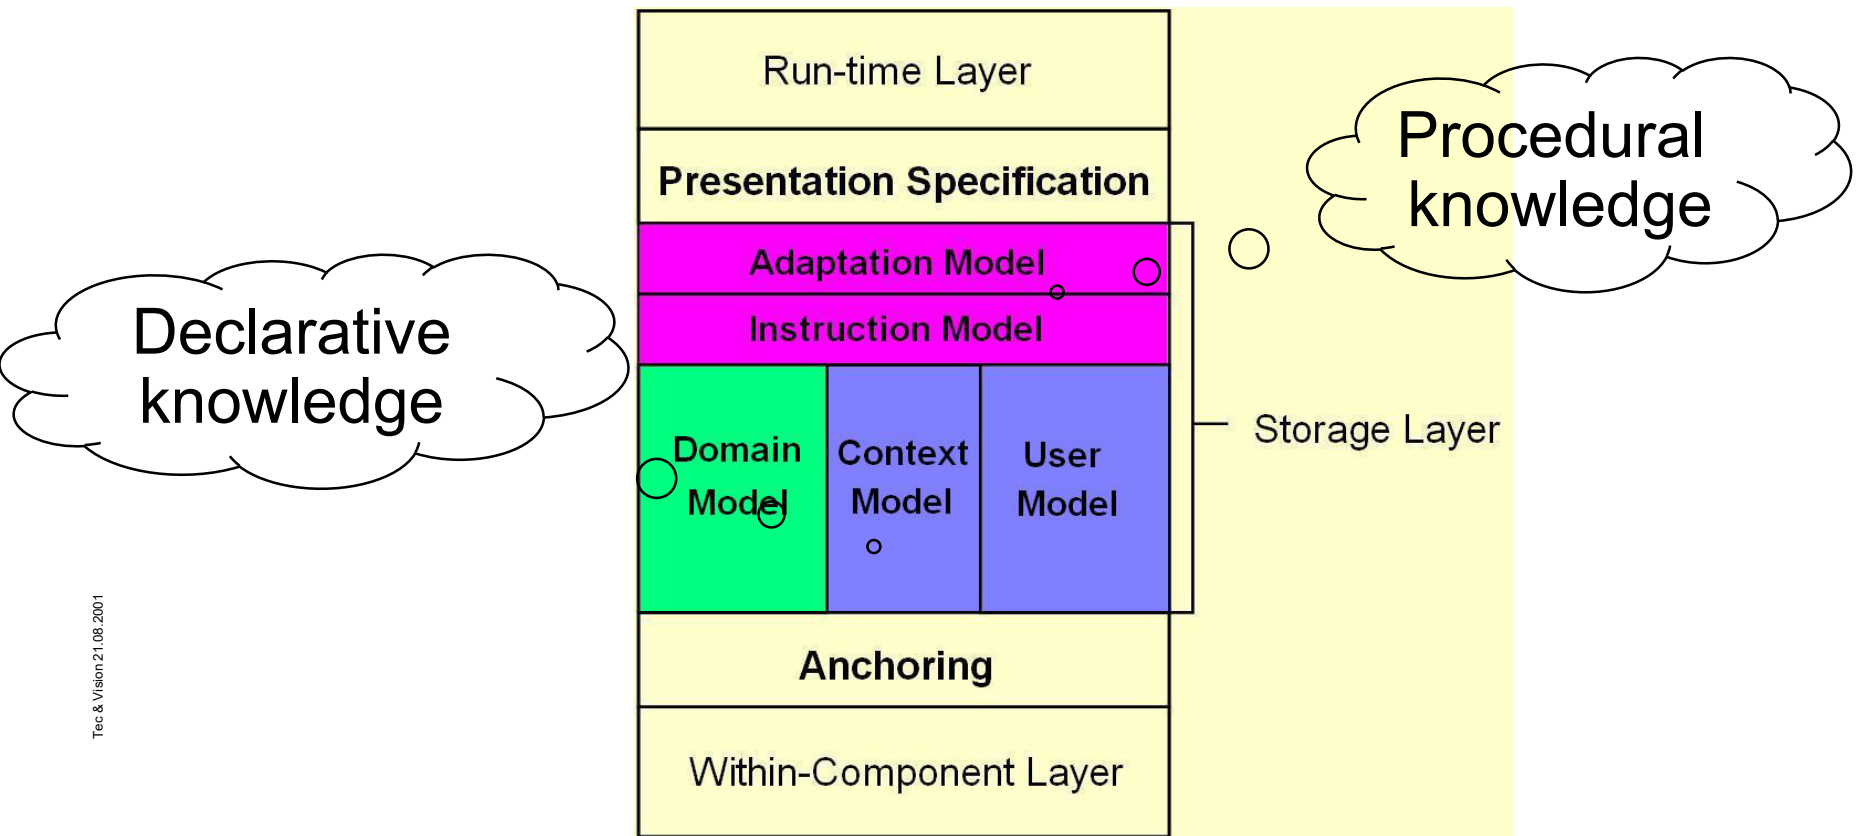 Run-time Layer
Procedural
knowledge
Presentation Specification
Adaptation Model
Instruction Model
Declarative
knowledge
Domain
Model
Context
Model
User
Model
Storage Layer
Anchoring
Within-Component Layer
Tec & Vision 21.08.2001